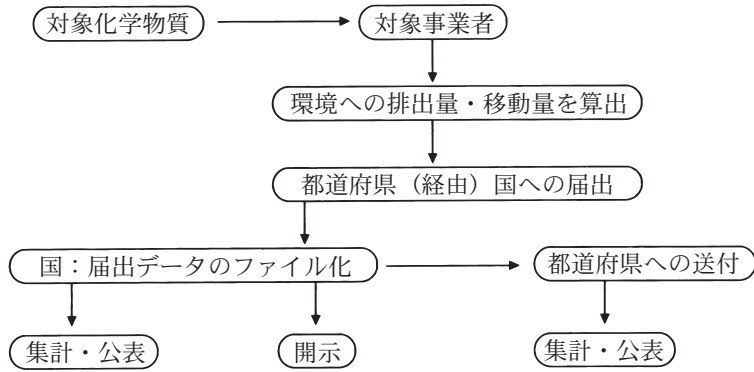 対象化学物質
対象事業者
環境への排出量・移動量を算出
都道府県（経由）国への届出
国：届出データのファイル化
都道府県への送付
集計・公表
開示
集計・公表